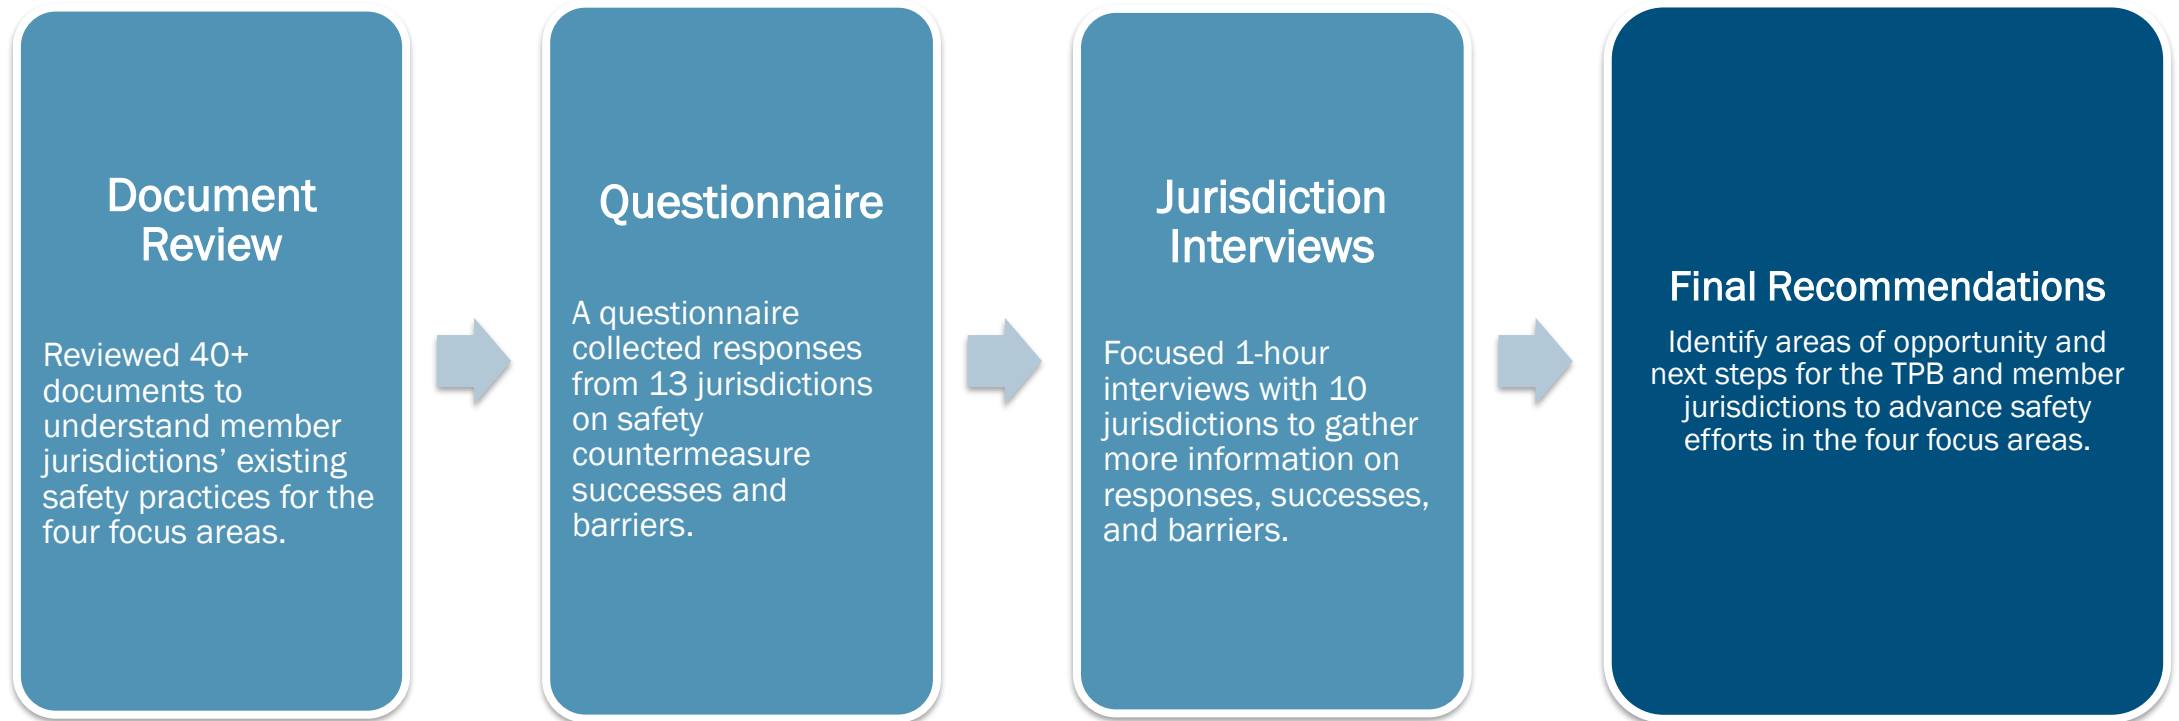 Document
Review
Reviewed 40+
documents to
understand member
jurisdictions’ existing
safety practices for the
four focus areas.
Questionnaire
A questionnaire
collected responses
from 13 jurisdictions
on safety
countermeasure
successes and
barriers.
Jurisdiction
Interviews
Focused 1-hour
interviews with 10
jurisdictions to gather
more information on
responses, successes,
and barriers.
Final Recommendations
Identify areas of opportunity and
next steps for the TPB and member
jurisdictions to advance safety
efforts in the four focus areas.